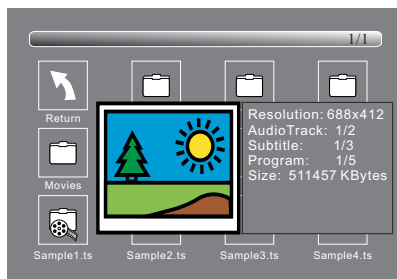 1/1
Return
Resolution: 688x412
AudioTrack: 1/2
Subtitle: 1/3
Program: 1/5
Size: 511457 KBytes
Movies
Sample1.ts Sample2.ts Sample3.ts Sample4.ts